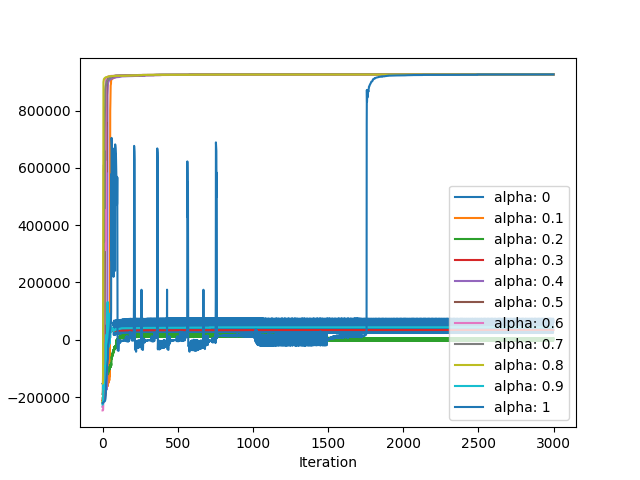 800000
600000
400000
200000
0
−200000
0
500
1000
1500
2000
2500
3000
Iteration
alpha: 0
alpha: 0.1
alpha: 0.2
alpha: 0.3
alpha: 0.4
alpha: 0.5
alpha: 0.6
alpha: 0.7
alpha: 0.8
alpha: 0.9
alpha: 1